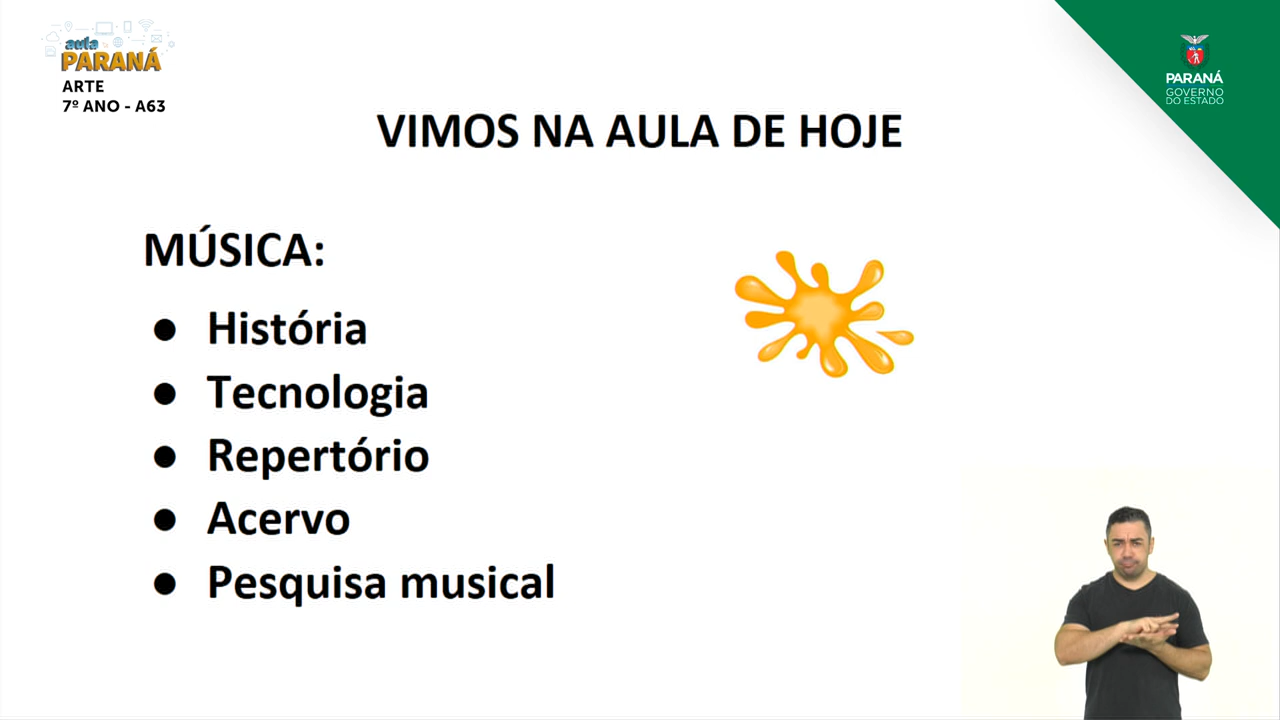 aula
PARANÁ
ARTE
7º ANO - A63
PARANÁ
GOVERNO
DO ESTADO
VIMOS NA AULA DE HOJE
MÚSICA:
● História
● Tecnologia
● Repertório
● Acervo
● Pesquisa musical